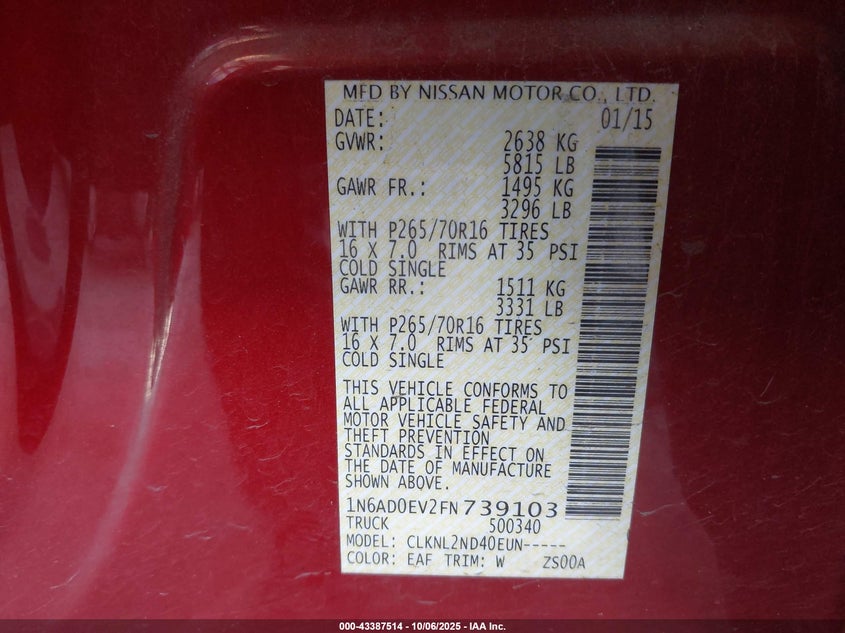 MFD BY NISSAN MOTOR CO., LTD.
DATE: 01/15
GVWR: 2638 KG
5815 LB
GAWR FR.: 1495 KG
3296 LB
WITH P265/70R16 TIRES
16 X 7.0 RIMS AT 35 PSI
COLD SINGLE
GAWR RR.: 1511 KG
3331 LB
WITH P265/70R16 TIRES
16 X 7.0 RIMS AT 35 PSI
COLD SINGLE
THIS VEHICLE CONFORMS TO
ALL APPLICABLE FEDERAL
MOTOR VEHICLE SAFETY AND
THEFT PREVENTION
STANDARDS IN EFFECT ON
THE DATE OF MANUFACTURE
SHOWN ABOVE.
1N6AD0EV2FN739103
TRUCK 500340
MODEL: CLKNL2ND40EUN-----
COLOR: EAF TRIM: W ZS00A
000-43387514 - 10/06/2025 - IAA Inc.